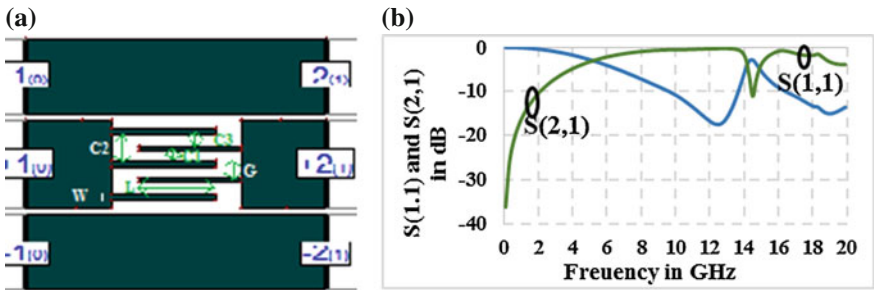 (a)
(b)
1(0)
2(1)
+1(0)
+2(1)
C2
C3
G
L
W
-1(0)
-2(1)
S(1.1) and S(2,1)
in dB
0
-10
-20
-30
-40
S(2,1)
S(1,1)
0 2 4 6 8 10 12 14 16 18 20
Freuency in GHz